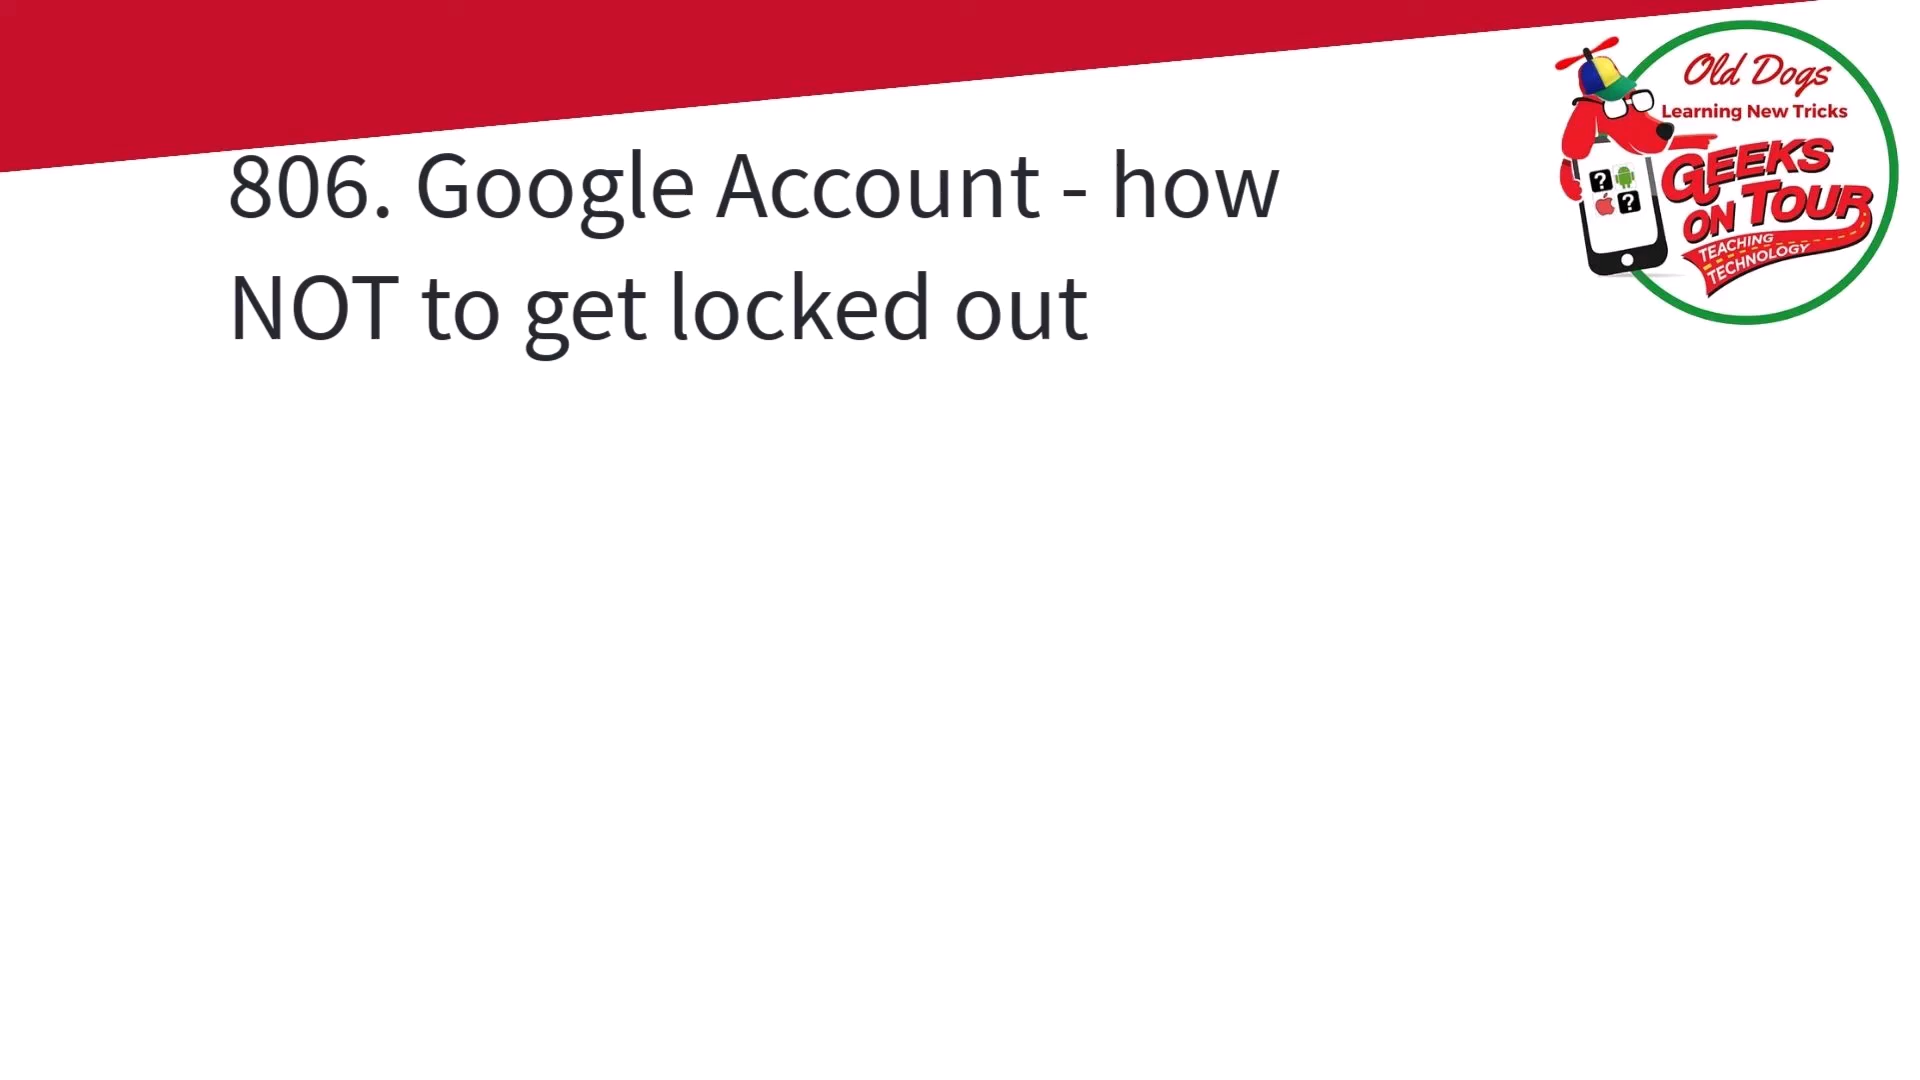 806. Google Account - how
NOT to get locked out
Old Dogs
Learning New Tricks
GEEKS
ON TOUR
TEACHING
TECHNOLOGY
? 
?